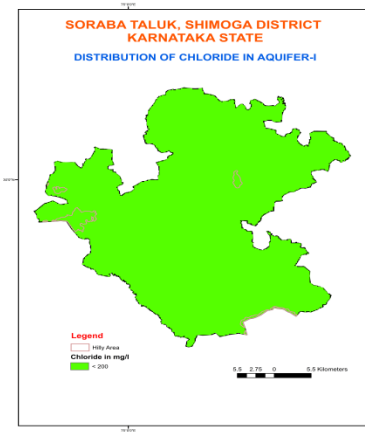 SORABA TALUK, SHIMOGA DISTRICT
KARNATAKA STATE
DISTRIBUTION OF CHLORIDE IN AQUIFER-I
Legend
Hilly Area
Chloride in mg/l
< 200
5.5 2.75 0 5.5 Kilometers